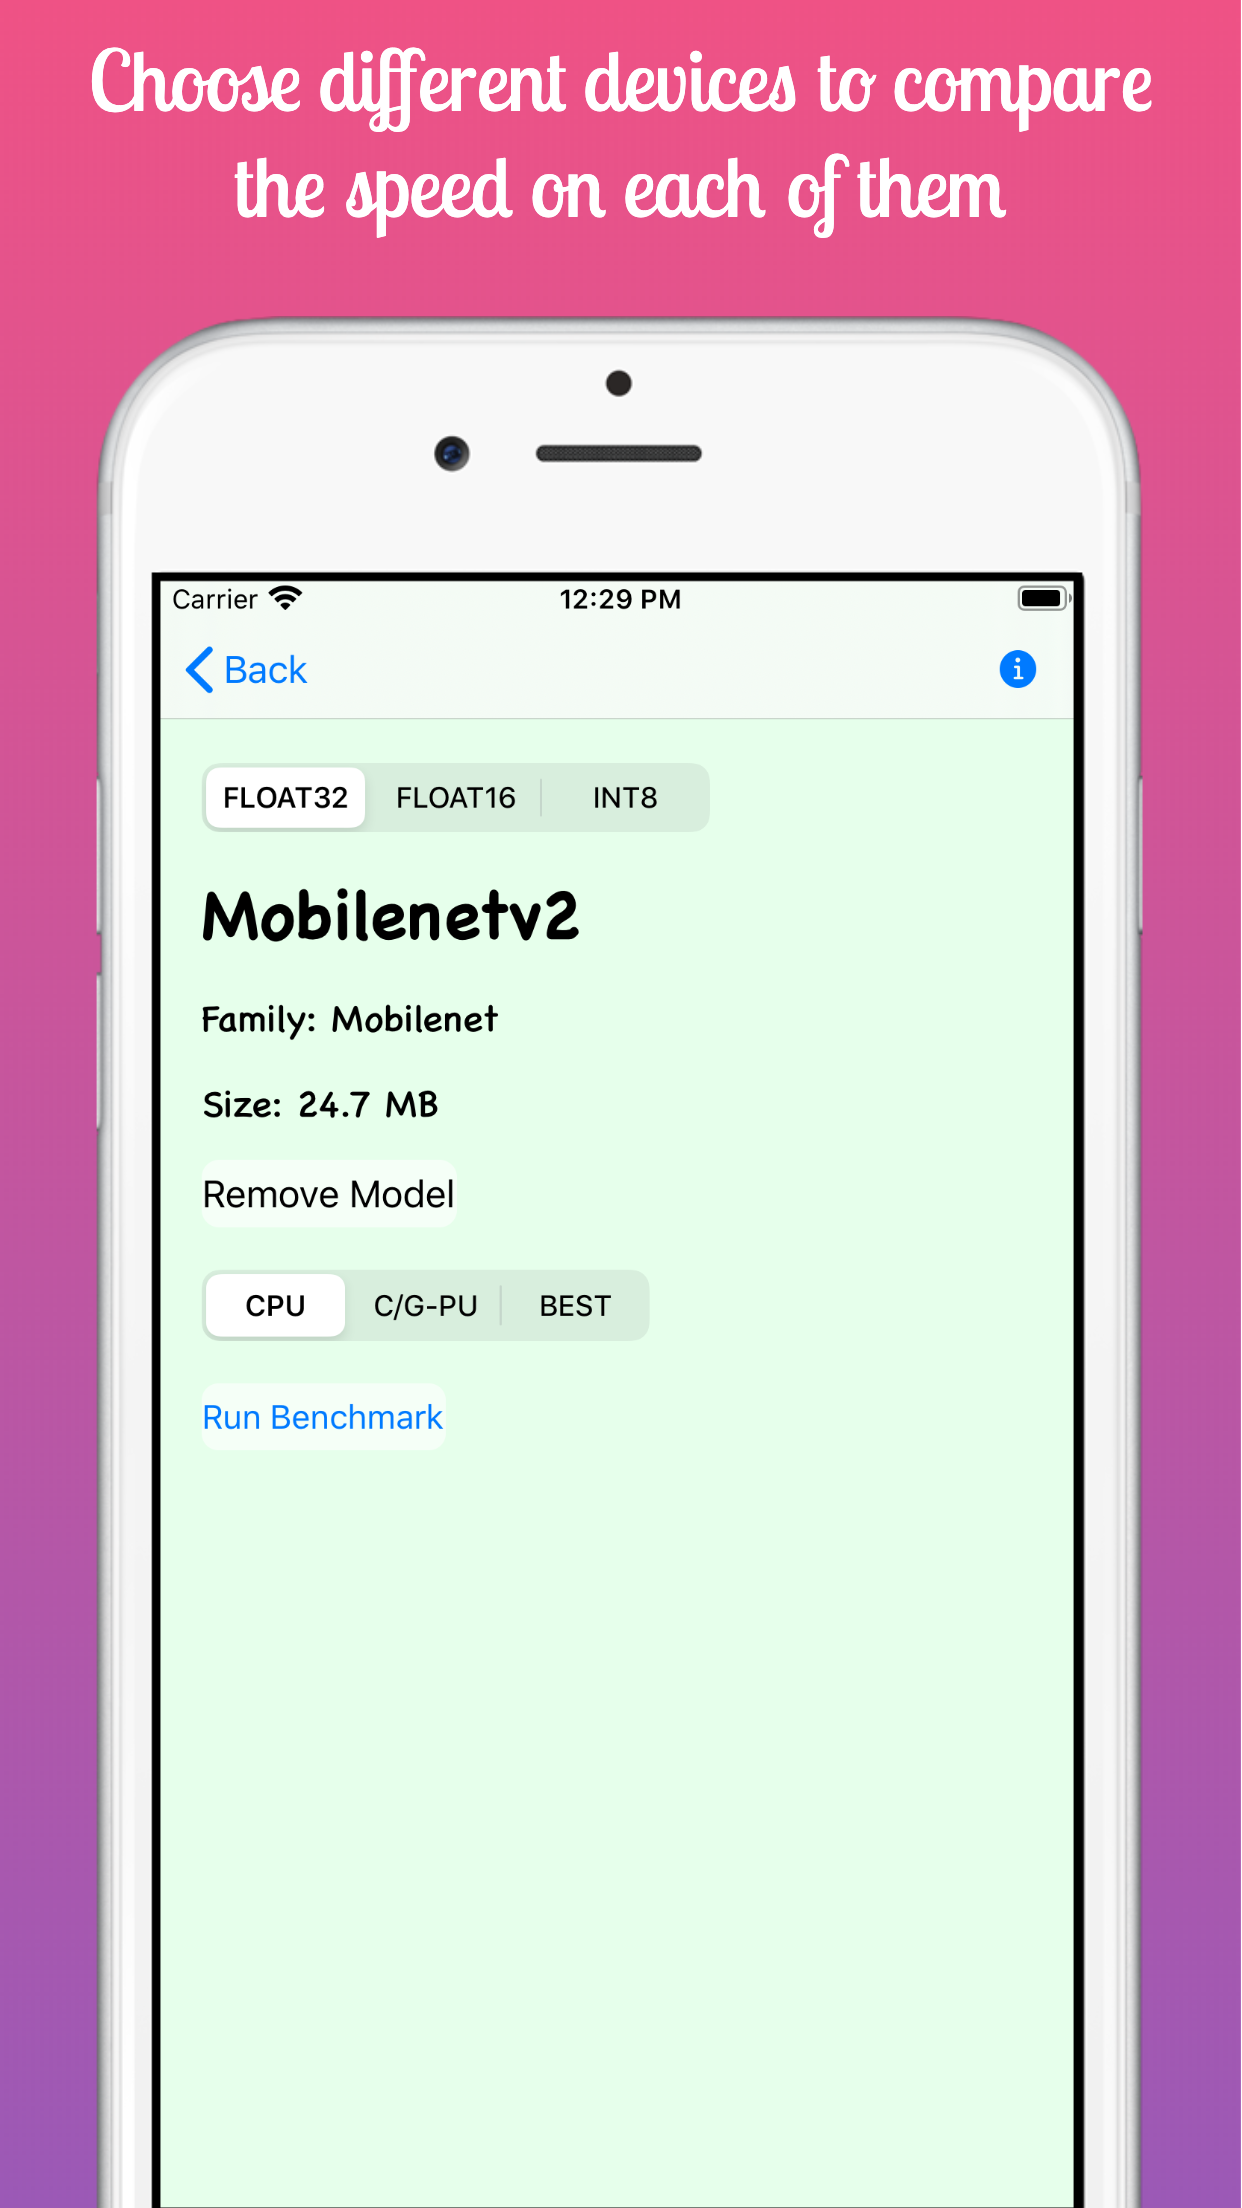 Choose different devices to compare
the speed on each of them
Carrier 12:29 PM
Back
FLOAT32 FLOAT16 INT8
Mobilenetv2
Family: Mobilenet
Size: 24.7 MB
Remove Model
CPU C/G-PU BEST
Run Benchmark